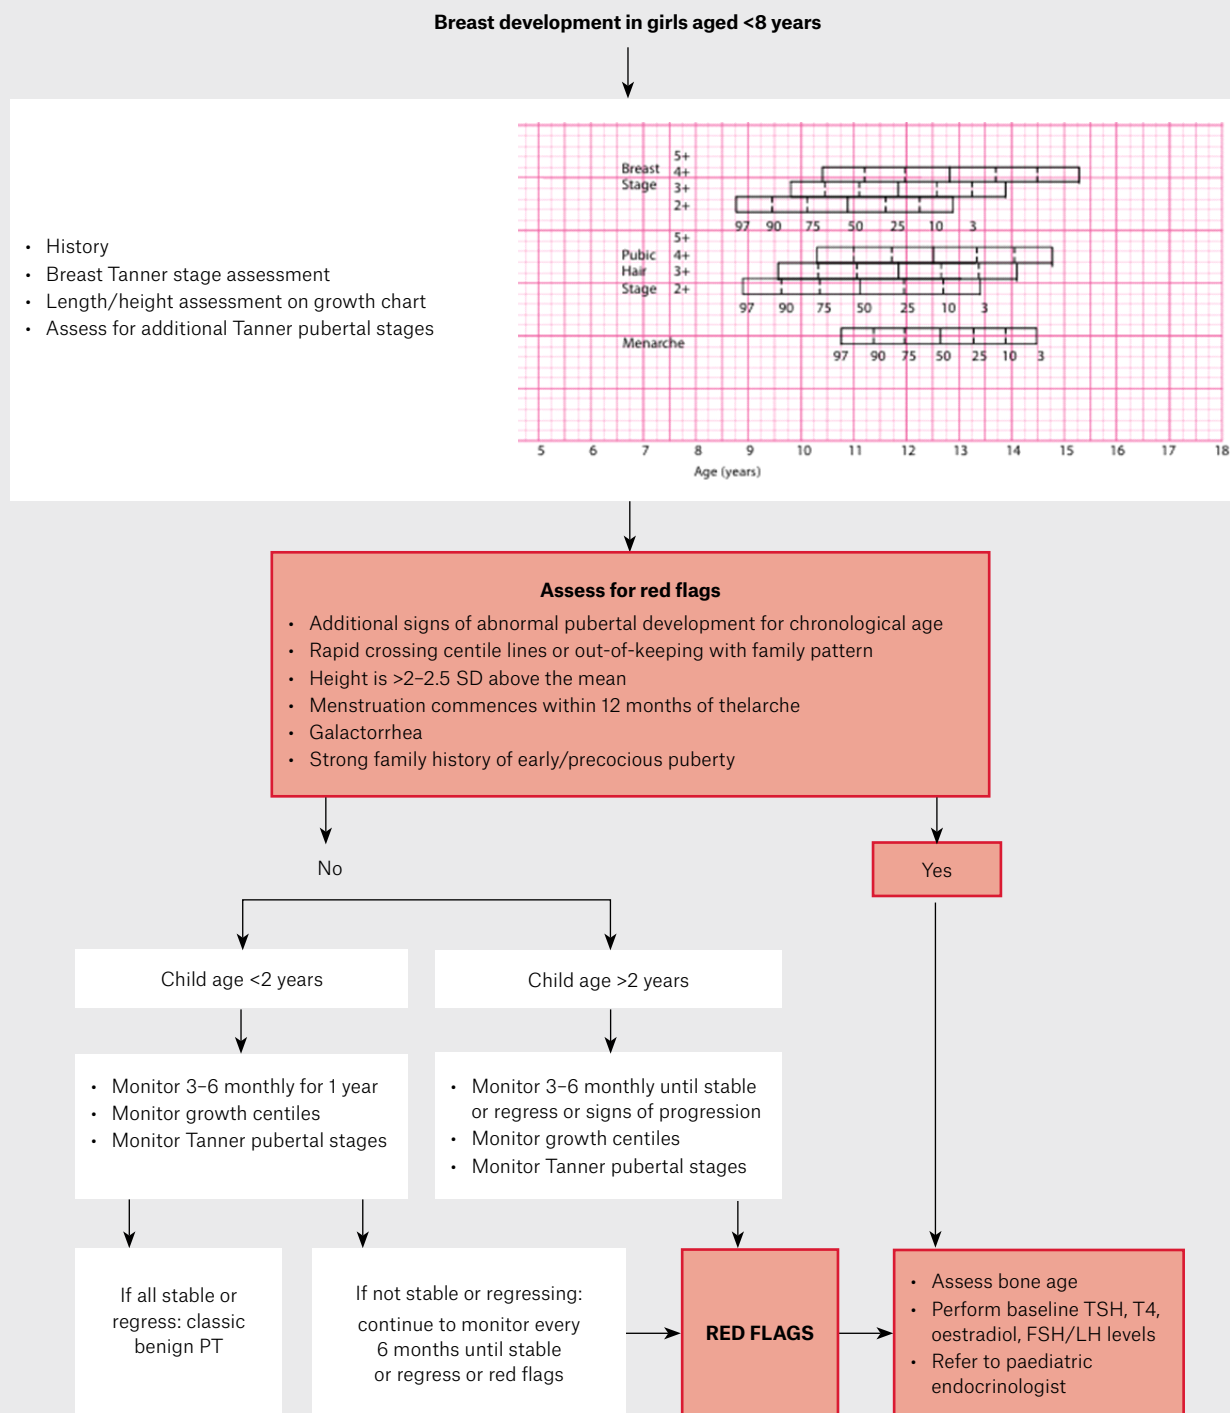 Breast development in girls aged <8 years
• History
• Breast Tanner stage assessment
• Length/height assessment on growth chart
• Assess for additional Tanner pubertal stages
5+
Breast 4+
Stage 3+
2+
97 90 75 50 25 10 3
5+
Pubic 4+
Hair 3+
Stage 2+
97 90 75 50 25 10 3
Menarche
97 90 75 50 25 10 3
5 6 7 8 9 10 11 12 13 14 15 16 17 18
Age (years)
Assess for red flags
• Additional signs of abnormal pubertal development for chronological age
• Rapid crossing centile lines or out-of-keeping with family pattern
• Height is >2–2.5 SD above the mean
• Menstruation commences within 12 months of thelarche
• Galactorrhea
• Strong family history of early/precocious puberty
No
Yes
Child age <2 years
Child age >2 years
• Monitor 3–6 monthly for 1 year
• Monitor growth centiles
• Monitor Tanner pubertal stages
• Monitor 3–6 monthly until stable
or regress or signs of progression
• Monitor growth centiles
• Monitor Tanner pubertal stages
If all stable or
regress: classic
benign PT
If not stable or regressing:
continue to monitor every
6 months until stable
or regress or red flags
RED FLAGS
• Assess bone age
• Perform baseline TSH, T4,
oestradiol, FSH/LH levels
• Refer to paediatric
endocrinologist